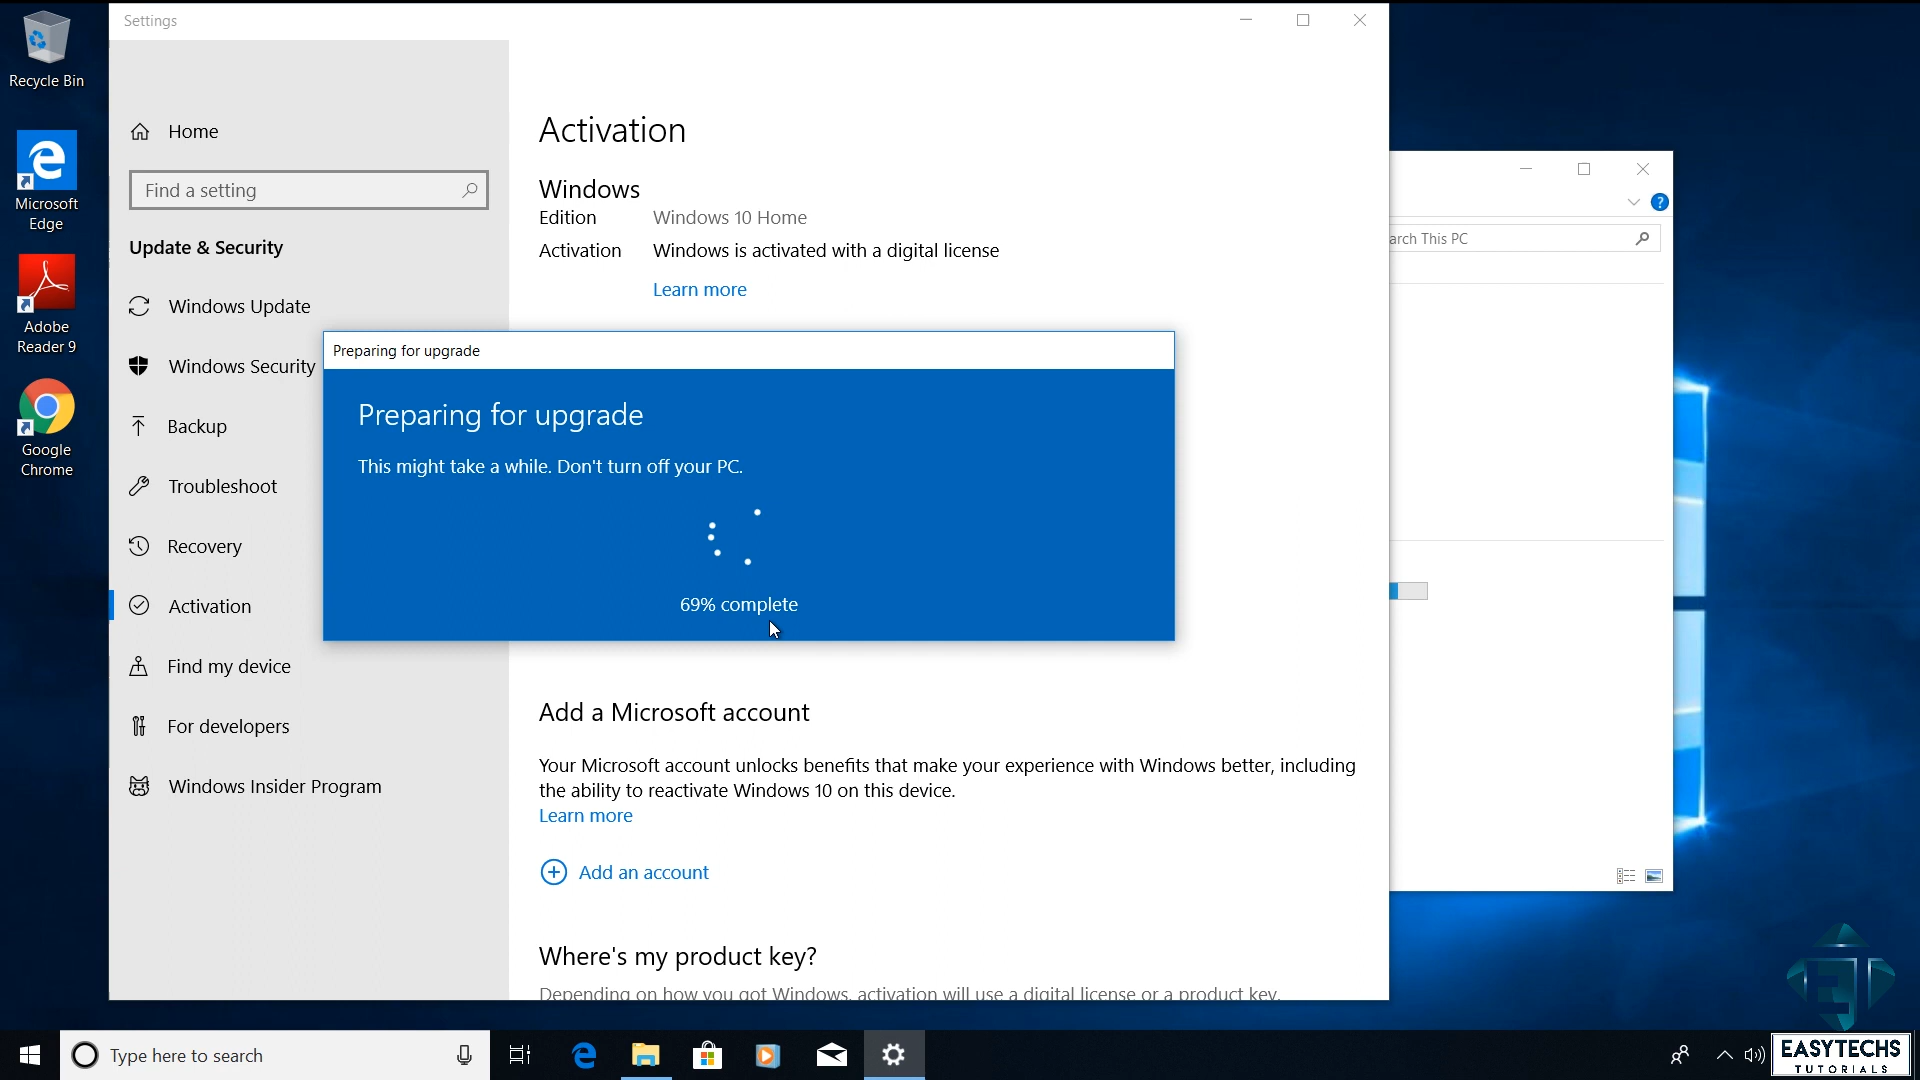 Settings
Recycle Bin
Microsoft
Edge
Adobe
Reader 9
Google
Chrome
Home
Find a setting
Update & Security
Windows Update
Windows Security
Backup
Troubleshoot
Recovery
Activation
Find my device
For developers
Windows Insider Program
Activation
Windows
Edition Windows 10 Home
Activation Windows is activated with a digital license
Learn more
Preparing for upgrade
Preparing for upgrade
This might take a while. Don't turn off your PC.
69% complete
Add a Microsoft account
Your Microsoft account unlocks benefits that make your experience with Windows better, including
the ability to reactivate Windows 10 on this device.
Learn more
Add an account
Where's my product key?
Depending on how you got Windows, activation will use a digital license or a product key.
arch This PC
Type here to search
EASYTECHS
TUTORIALS